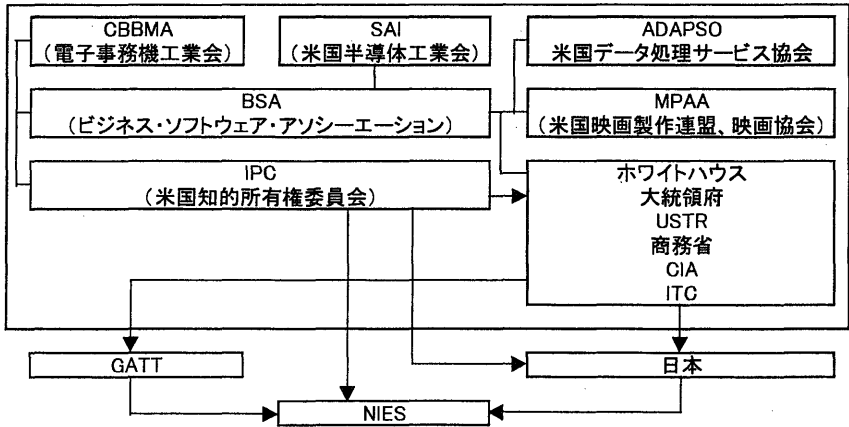 CBBMA
(電子事務機工業会)
SAI
(米国半導体工業会)
ADAPSO
米国データ処理サービス協会
BSA
(ビジネス・ソフトウェア・アソシーエーション)
MPAA
(米国映画製作連盟、映画協会)
IPC
(米国知的所有権委員会)
ホワイトハウス
大統領府
USTR
商務省
CIA
ITC
GATT
日本
NIES